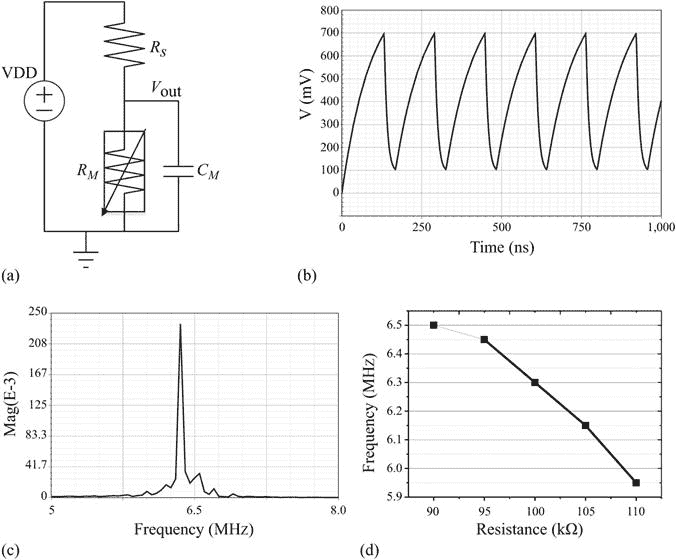 VDD
R_S
V_out
R_M
C_M
(a)
800
700
600
500
400
300
200
100
0
V (mV)
0 250 500 750 1,000
Time (ns)
(b)
250
208
167
125
83.3
41.7
0
Mag(E-3)
5 6.5 8.0
Frequency (MHz)
(c)
6.5
6.4
6.3
6.2
6.1
6.0
5.9
Frequency (MHz)
90 95 100 105 110
Resistance (kΩ)
(d)